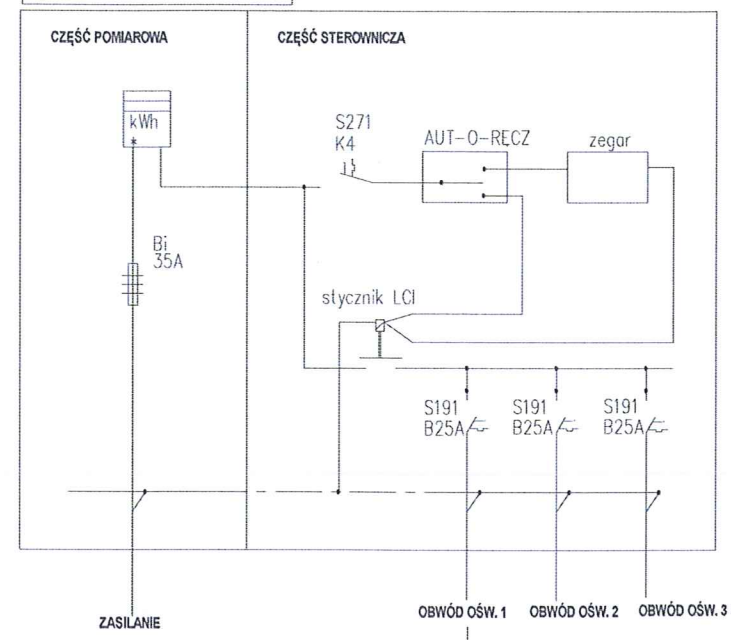 CZĘŚĆ POMIAROWA
CZĘŚĆ STEROWNICZA
kWh
*
S271
K4
AUT-O-RĘCZ
zegar
Bi
35A
stycznik LCI
S191
B25A
S191
B25A
S191
B25A
ZASILANIE
OBWÓD OŚW. 1
OBWÓD OŚW. 2
OBWÓD OŚW. 3